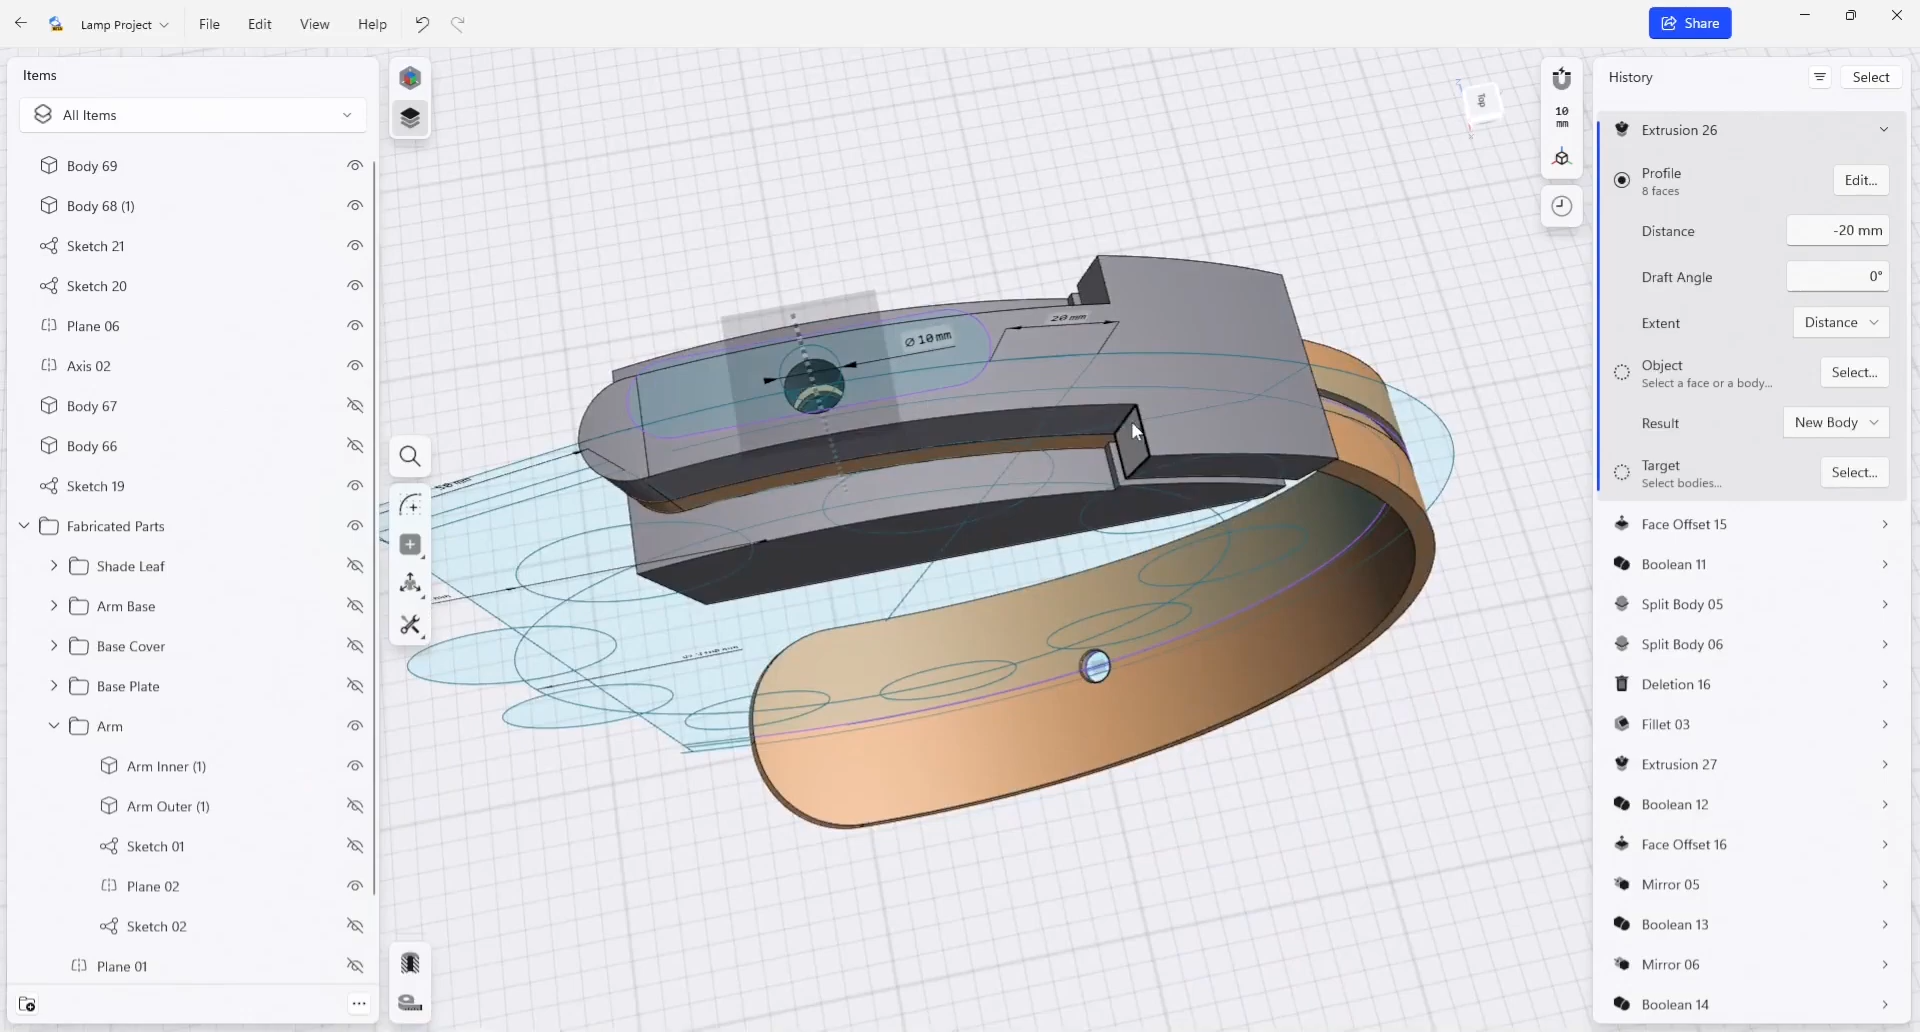 Lamp Project
File
Edit
View
Help
Share
Items
All Items
Body 69
Body 68 (1)
Sketch 21
Sketch 20
Plane 06
Axis 02
Body 67
Body 66
Sketch 19
Fabricated Parts
Shade Leaf
Arm Base
Base Cover
Base Plate
Arm
Arm Inner (1)
Arm Outer (1)
Sketch 01
Plane 02
Sketch 02
Plane 01
Top
10
mm
20 mm
Ø 10 mm
History
Select
Extrusion 26
Profile
8 faces
Edit...
Distance
-20 mm
Draft Angle
0°
Extent
Distance
Object
Select a face or a body...
Select...
Result
New Body
Target
Select bodies...
Select...
Face Offset 15
Boolean 11
Split Body 05
Split Body 06
Deletion 16
Fillet 03
Extrusion 27
Boolean 12
Face Offset 16
Mirror 05
Boolean 13
Mirror 06
Boolean 14